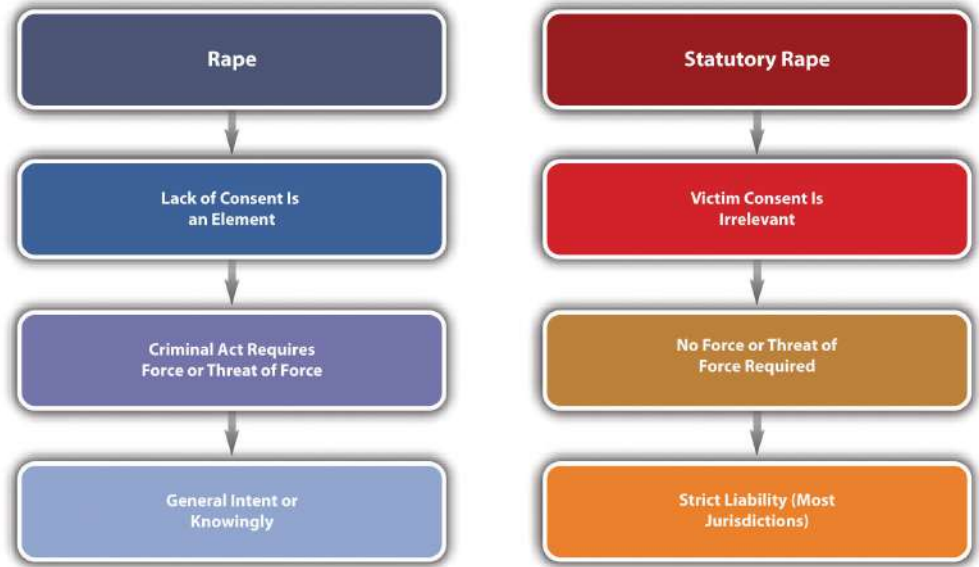 Rape
Lack of Consent Is
an Element
Criminal Act Requires
Force or Threat of Force
General Intent or
Knowingly
Statutory Rape
Victim Consent Is
Irrelevant
No Force or Threat of
Force Required
Strict Liability (Most
Jurisdictions)